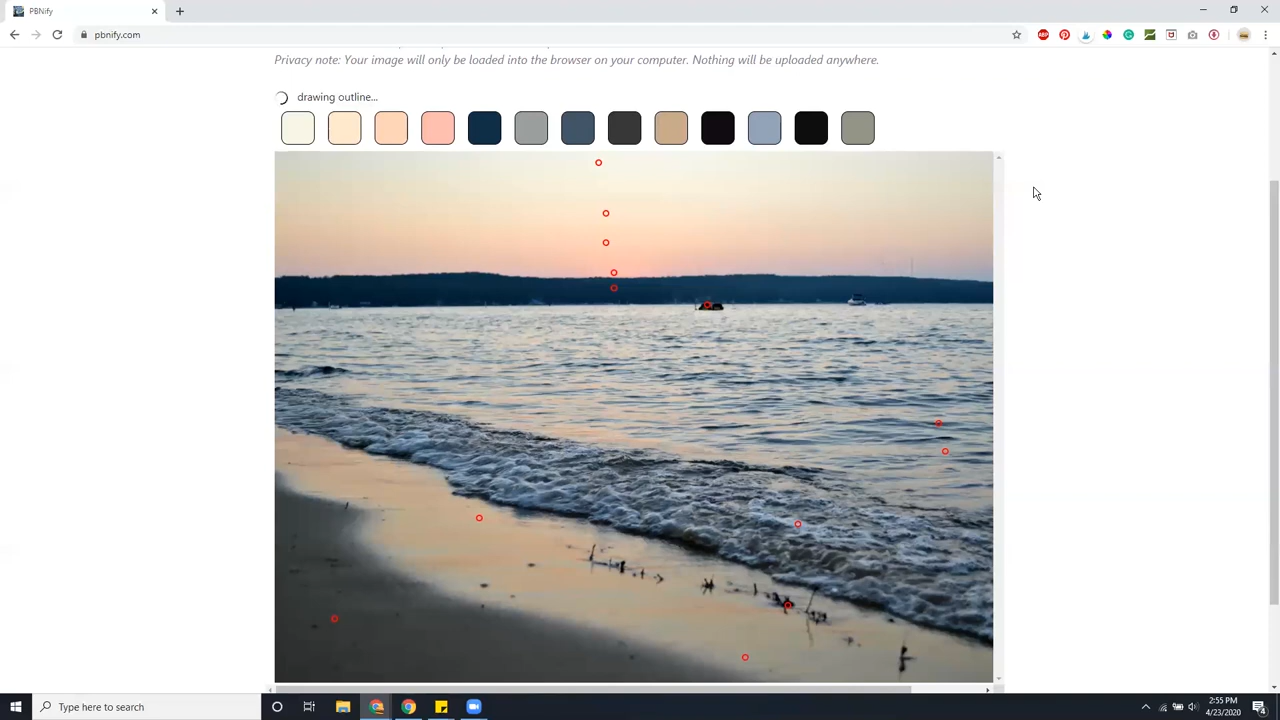 PBNify
pbnify.com
Privacy note: Your image will only be loaded into the browser on your computer. Nothing will be uploaded anywhere.
drawing outline...
Type here to search
2:55 PM
4/23/2020